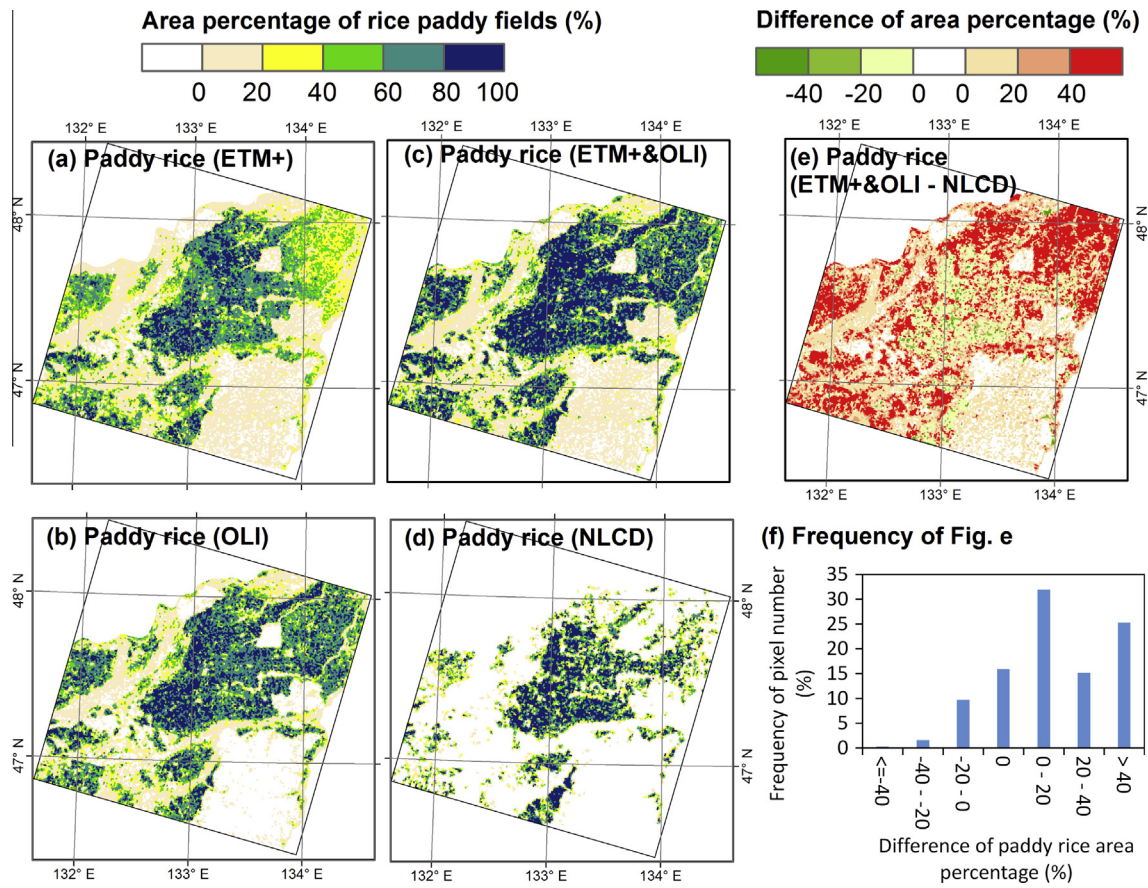 Area percentage of rice paddy fields (%)
0 20 40 60 80 100
Difference of area percentage (%)
-40 -20 0 0 20 40
132° E 133° E 134° E
132° E 133° E 134° E
132° E 133° E 134° E
(a) Paddy rice (ETM+)
(c) Paddy rice (ETM+&OLI)
(e) Paddy rice
(ETM+&OLI - NLCD)
48° N
47° N
48° N
47° N
132° E 133° E 134° E
(b) Paddy rice (OLI)
(d) Paddy rice (NLCD)
48° N
47° N
48° N
47° N
132° E 133° E 134° E
132° E 133° E 134° E
(f) Frequency of Fig. e
Frequency of pixel number
(%)
35
30
25
20
15
10
5
0
<=40
-40 - -20
-20 - 0
0
0 - 20
20 - 40
> 40
Difference of paddy rice area
percentage (%)